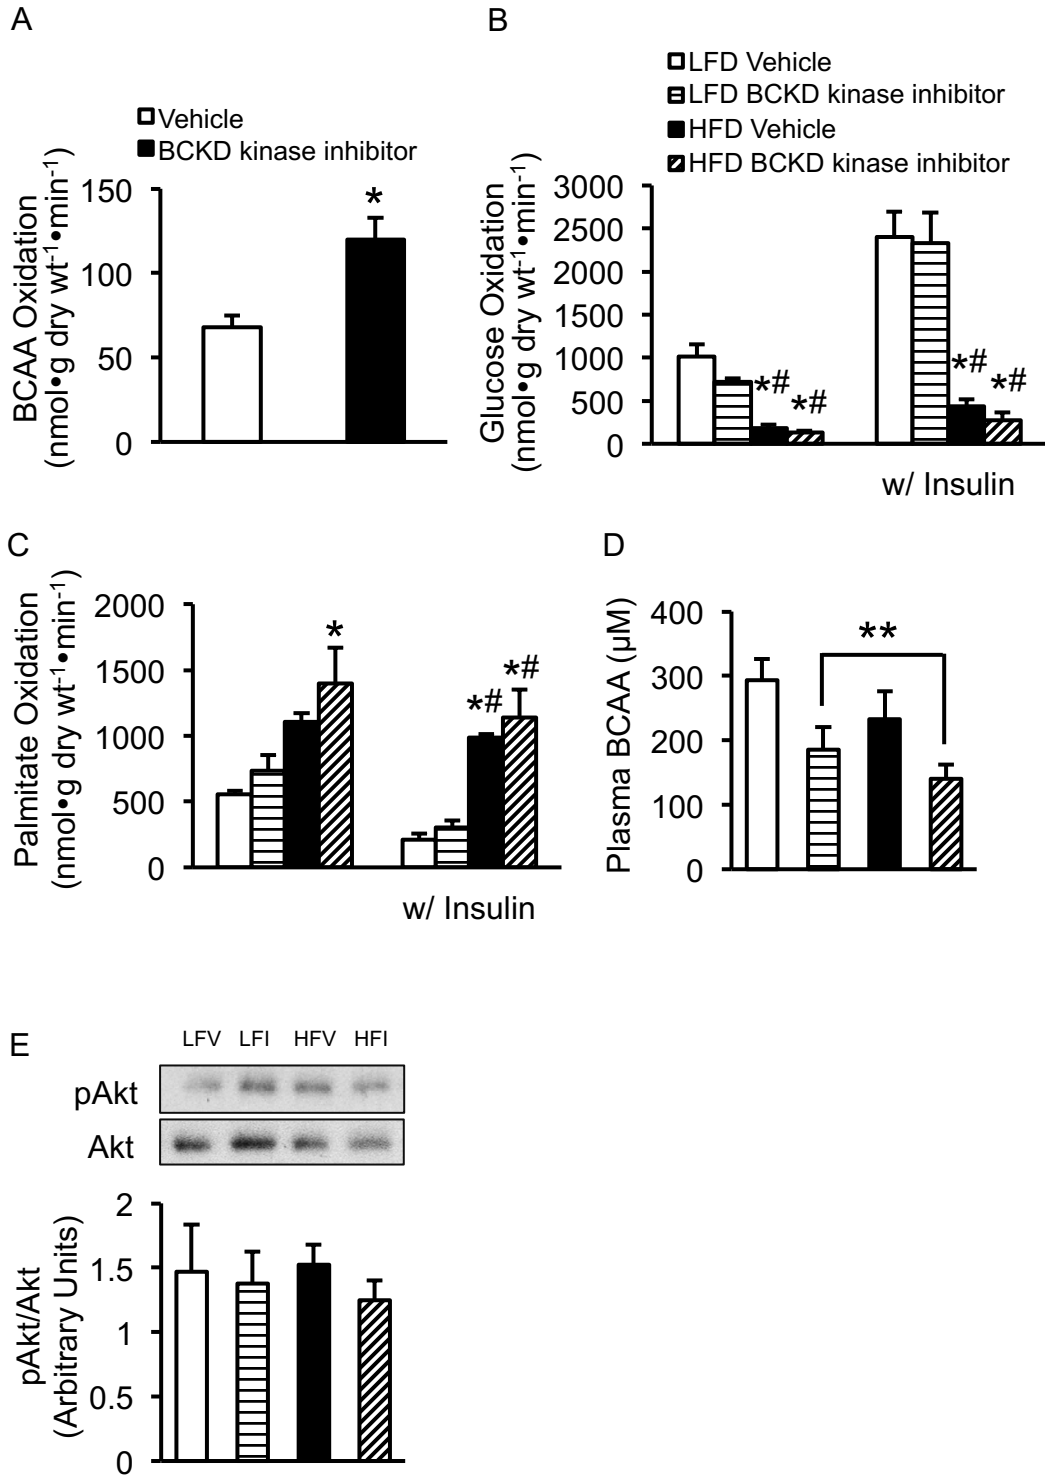 A
Vehicle
BCKD kinase inhibitor
BCAA Oxidation
(nmol•g dry wt⁻¹•min⁻¹)
150
100
50
0
*
B
LFD Vehicle
LFD BCKD kinase inhibitor
HFD Vehicle
HFD BCKD kinase inhibitor
Glucose Oxidation
(nmol•g dry wt⁻¹•min⁻¹)
3000
2500
2000
1500
1000
500
0
*#
*#
*#
*#
w/ Insulin
C
Palmitate Oxidation
(nmol•g dry wt⁻¹•min⁻¹)
2000
1500
1000
500
0
*
*#
*#
w/ Insulin
D
Plasma BCAA (µM)
400
300
200
100
0
**
E
LFV LFI HFV HFI
pAkt
Akt
pAkt/Akt
(Arbitrary Units)
2
1.5
1
0.5
0